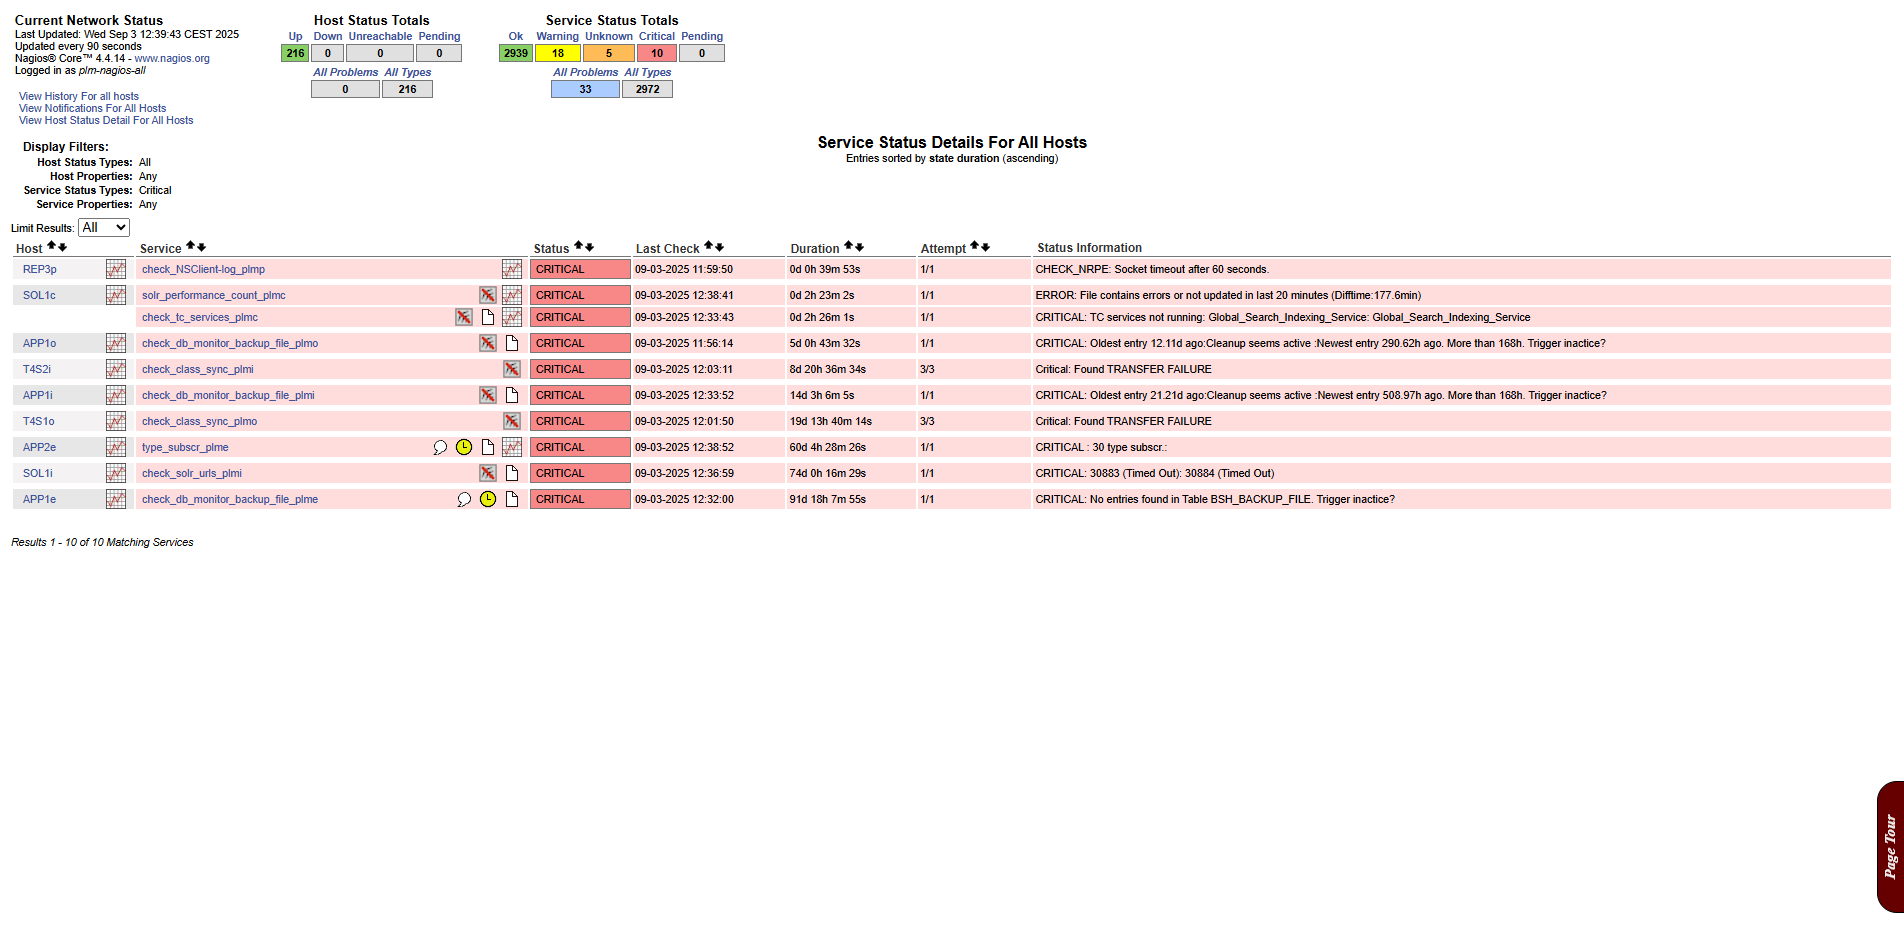 Current Network Status
Last Updated: Wed Sep 3 12:39:43 CEST 2025
Updated every 90 seconds
Nagios® Core™ 4.4.14 - www.nagios.org
Logged in as plm-nagios-all
View History For all hosts
View Notifications For All Hosts
View Host Status Detail For All Hosts
Host Status Totals
Up Down Unreachable Pending
216 0 0 0
All Problems All Types
0 216
Service Status Totals
Ok Warning Unknown Critical Pending
2939 18 5 10 0
All Problems All Types
33 2972
Display Filters:
Host Status Types: All
Host Properties: Any
Service Status Types: Critical
Service Properties: Any
Service Status Details For All Hosts
Entries sorted by state duration (ascending)
Limit Results: All
Host Service Status Last Check Duration Attempt Status Information
REP3p check_NSClient-log_plmp CRITICAL 09-03-2025 11:59:50 0d 0h 39m 53s 1/1 CHECK_NRPE: Socket timeout after 60 seconds.
SOL1c solr_performance_count_plmc CRITICAL 09-03-2025 12:38:41 0d 2h 23m 2s 1/1 ERROR: File contains errors or not updated in last 20 minutes (Difftime:177.6min)
check_tc_services_plmc CRITICAL 09-03-2025 12:33:43 0d 2h 26m 1s 1/1 CRITICAL: TC services not running: Global_Search_Indexing_Service: Global_Search_Indexing_Service
APP1o check_db_monitor_backup_file_plmo CRITICAL 09-03-2025 11:56:14 5d 0h 43m 32s 1/1 CRITICAL: Oldest entry 12.11d ago:Cleanup seems active :Newest entry 290.62h ago. More than 168h. Trigger inactice?
T4S2i check_class_sync_plmi CRITICAL 09-03-2025 12:03:11 8d 20h 36m 34s 3/3 Critical: Found TRANSFER FAILURE
APP1i check_db_monitor_backup_file_plmi CRITICAL 09-03-2025 12:33:52 14d 3h 6m 5s 1/1 CRITICAL: Oldest entry 21.21d ago:Cleanup seems active :Newest entry 508.97h ago. More than 168h. Trigger inactice?
T4S1o check_class_sync_plmo CRITICAL 09-03-2025 12:01:50 19d 13h 40m 14s 3/3 Critical: Found TRANSFER FAILURE
APP2e type_subscr_plme CRITICAL 09-03-2025 12:38:52 60d 4h 28m 26s 1/1 CRITICAL : 30 type subscr.:
SOL1i check_solr_urls_plmi CRITICAL 09-03-2025 12:36:59 74d 0h 16m 29s 1/1 CRITICAL: 30883 (Timed Out): 30884 (Timed Out)
APP1e check_db_monitor_backup_file_plme CRITICAL 09-03-2025 12:32:00 91d 18h 7m 55s 1/1 CRITICAL: No entries found in Table BSH_BACKUP_FILE. Trigger inactice?
Results 1 - 10 of 10 Matching Services
Page Tour